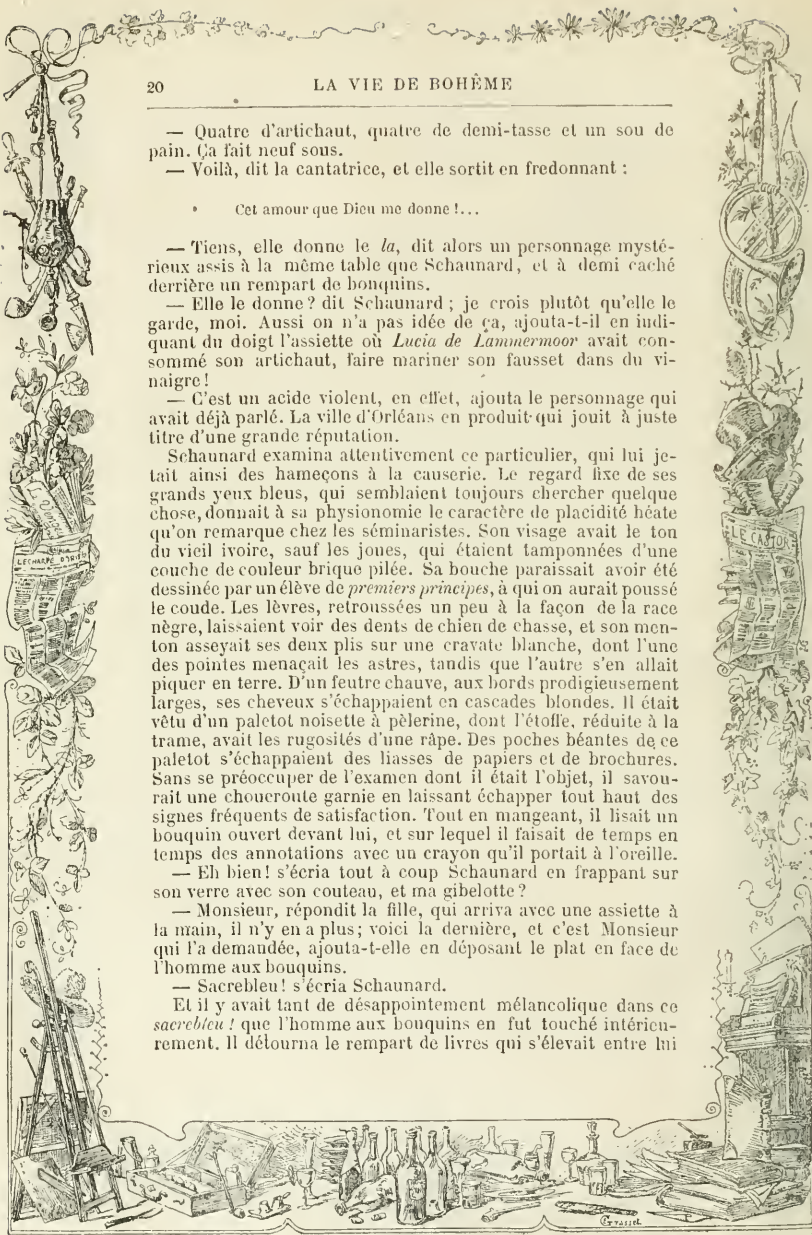 20 LA VIE DE BOHÊME
— Quatre d'artichaut, quatre de demi-tasse et un sou de
pain. Ça fait neuf sous.
— Voilà, dit la cantatrice, et elle sortit en fredonnant :
Cet amour que Dieu me donne !...
— Tiens, elle donne le la, dit alors un personnage mysté-
rieux assis à la même table que Schaunard, et à demi caché
derrière un rempart de bouquins.
— Elle le donne ? dit Schaunard ; je crois plutôt qu'elle le
garde, moi. Aussi on n'a pas idée de ça, ajouta-t-il en indi-
quant du doigt l'assiette où Lucia de Lammermoor avait con-
sommé son artichaut, faire mariner son fausset dans du vi-
naigre !
— C'est un acide violent, en effet, ajouta le personnage qui
avait déjà parlé. La ville d'Orléans en produit qui jouit à juste
titre d'une grande réputation.
Schaunard examina attentivement ce particulier, qui lui je-
tait ainsi des hameçons à la causerie. Le regard fixe de ses
grands yeux bleus, qui semblaient toujours chercher quelque
chose, donnait à sa physionomie le caractère de placidité béate
qu'on remarque chez les séminaristes. Son visage avait le ton
du vieil ivoire, sauf les joues, qui étaient tamponnées d'une
couche de couleur brique pilée. Sa bouche paraissait avoir été
dessinée par un élève de premiers principes, à qui on aurait poussé
le coude. Les lèvres, retroussées un peu à la façon de la race
nègre, laissaient voir des dents de chien de chasse, et son men-
ton asseyait ses deux plis sur une cravate blanche, dont l'une
des pointes menaçait les astres, tandis que l'autre s'en allait
piquer en terre. D'un feutre chauve, aux bords prodigieusement
larges, ses cheveux s'échappaient en cascades blondes. Il était
vêtu d'un paletot noisette à pèlerine, dont l'étoffe, réduite à la
trame, avait les rugosités d'une râpe. Des poches béantes de ce
paletot s'échappaient des liasses de papiers et de brochures.
Sans se préoccuper de l'examen dont il était l'objet, il savou-
rait une choucroute garnie en laissant échapper tout haut des
signes fréquents de satisfaction. Tout en mangeant, il lisait un
bouquin ouvert devant lui, et sur lequel il faisait de temps en
temps des annotations avec un crayon qu'il portait à l'oreille.
— Eh bien ! s'écria tout à coup Schaunard en frappant sur
son verre avec son couteau, et ma gibelotte ?
— Monsieur, répondit la fille, qui arriva avec une assiette à
la main, il n'y en a plus ; voici la dernière, et c'est Monsieur
qui l'a demandée, ajouta-t-elle en déposant le plat en face de
l'homme aux bouquins.
— Sacrebleu ! s'écria Schaunard.
Et il y avait tant de désappointement mélancolique dans ce
sacrebleu ! que l'homme aux bouquins en fut touché intérieu-
rement. Il détourna le rempart de livres qui s'élevait entre lui
LECHARPE D'IRIS
LE CASTOR
Grasset